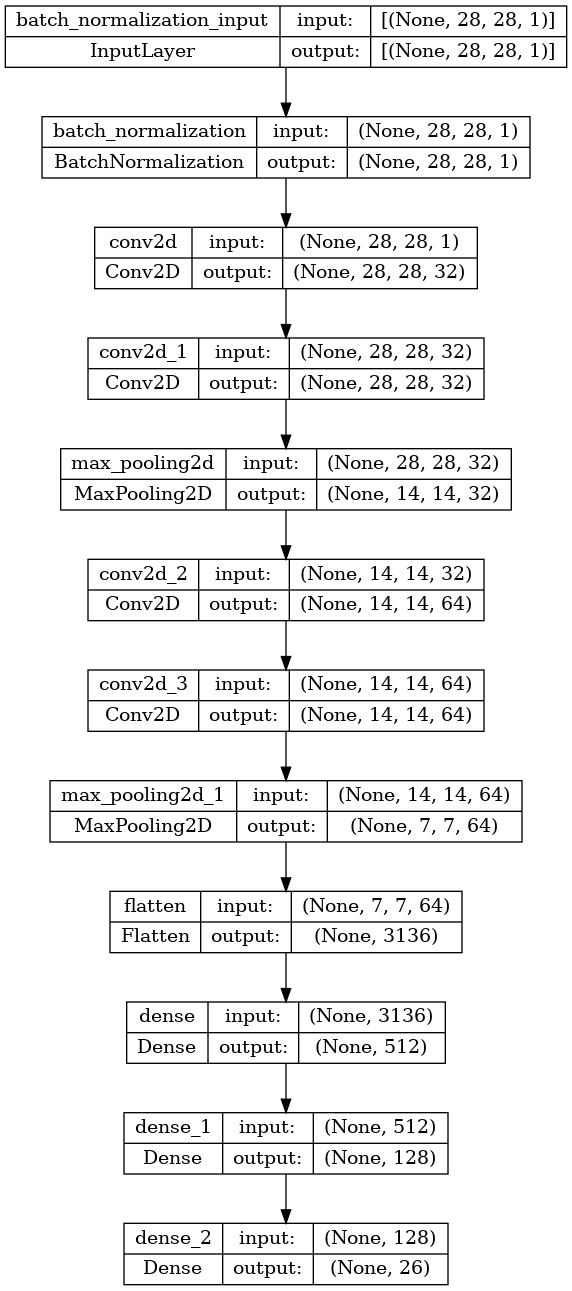 batch_normalization_input input: [(None, 28, 28, 1)]
InputLayer output: [(None, 28, 28, 1)]
batch_normalization input: (None, 28, 28, 1)
BatchNormalization output: (None, 28, 28, 1)
conv2d input: (None, 28, 28, 1)
Conv2D output: (None, 28, 28, 32)
conv2d_1 input: (None, 28, 28, 32)
Conv2D output: (None, 28, 28, 32)
max_pooling2d input: (None, 28, 28, 32)
MaxPooling2D output: (None, 14, 14, 32)
conv2d_2 input: (None, 14, 14, 32)
Conv2D output: (None, 14, 14, 64)
conv2d_3 input: (None, 14, 14, 64)
Conv2D output: (None, 14, 14, 64)
max_pooling2d_1 input: (None, 14, 14, 64)
MaxPooling2D output: (None, 7, 7, 64)
flatten input: (None, 7, 7, 64)
Flatten output: (None, 3136)
dense input: (None, 3136)
Dense output: (None, 512)
dense_1 input: (None, 512)
Dense output: (None, 128)
dense_2 input: (None, 128)
Dense output: (None, 26)